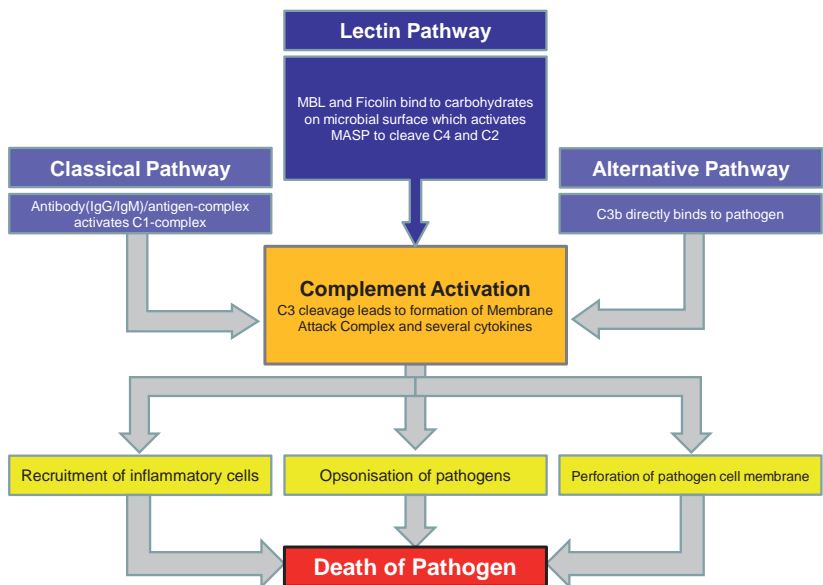 Lectin Pathway
MBL and Ficolin bind to carbohydrates
on microbial surface which activates
MASP to cleave C4 and C2
Classical Pathway
Antibody(IgG/IgM)/antigen-complex
activates C1-complex
Alternative Pathway
C3b directly binds to pathogen
Complement Activation
C3 cleavage leads to formation of Membrane
Attack Complex and several cytokines
Recruitment of inflammatory cells
Opsonisation of pathogens
Perforation of pathogen cell membrane
Death of Pathogen